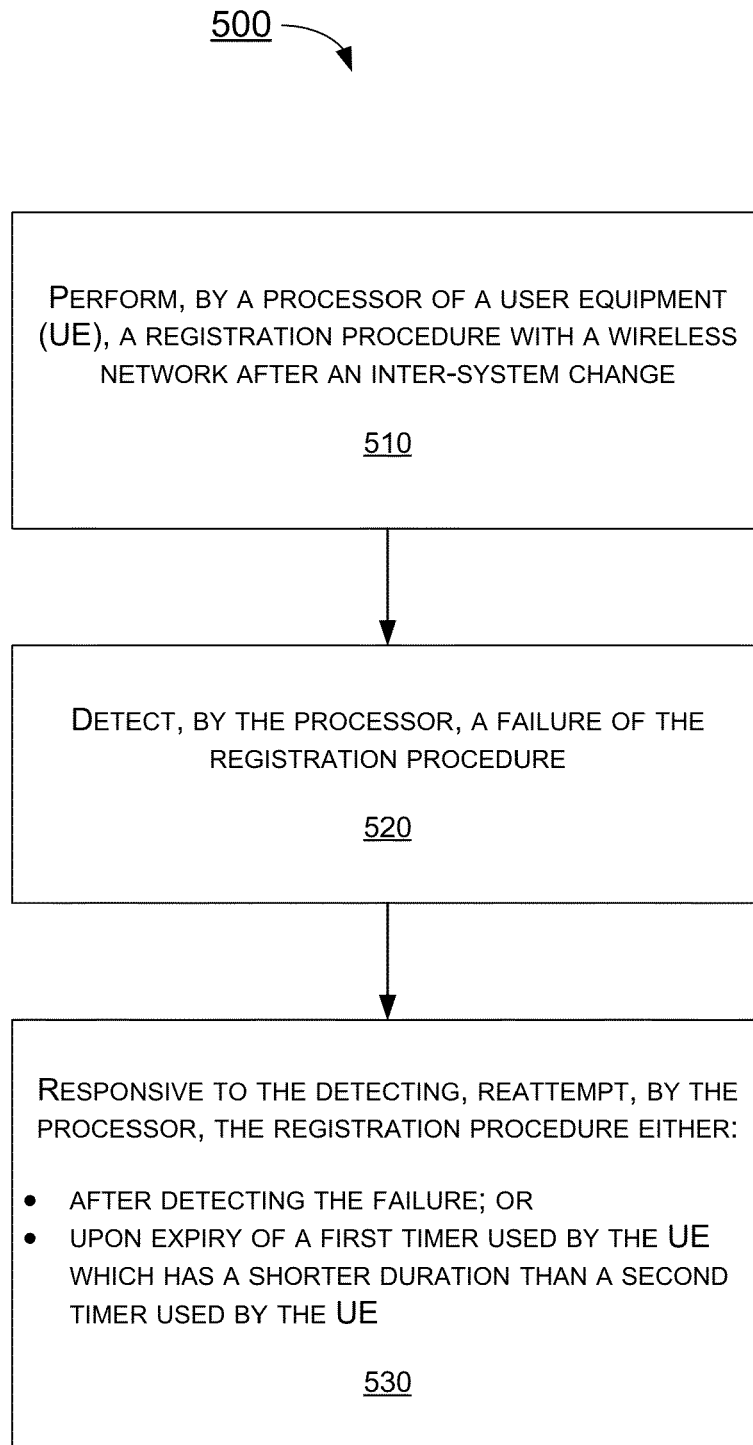 500
PERFORM, BY A PROCESSOR OF A USER EQUIPMENT
(UE), A REGISTRATION PROCEDURE WITH A WIRELESS
NETWORK AFTER AN INTER-SYSTEM CHANGE
510
DETECT, BY THE PROCESSOR, A FAILURE OF THE
REGISTRATION PROCEDURE
520
RESPONSIVE TO THE DETECTING, REATTEMPT, BY THE
PROCESSOR, THE REGISTRATION PROCEDURE EITHER:
• AFTER DETECTING THE FAILURE; OR
• UPON EXPIRY OF A FIRST TIMER USED BY THE UE
WHICH HAS A SHORTER DURATION THAN A SECOND
TIMER USED BY THE UE
530